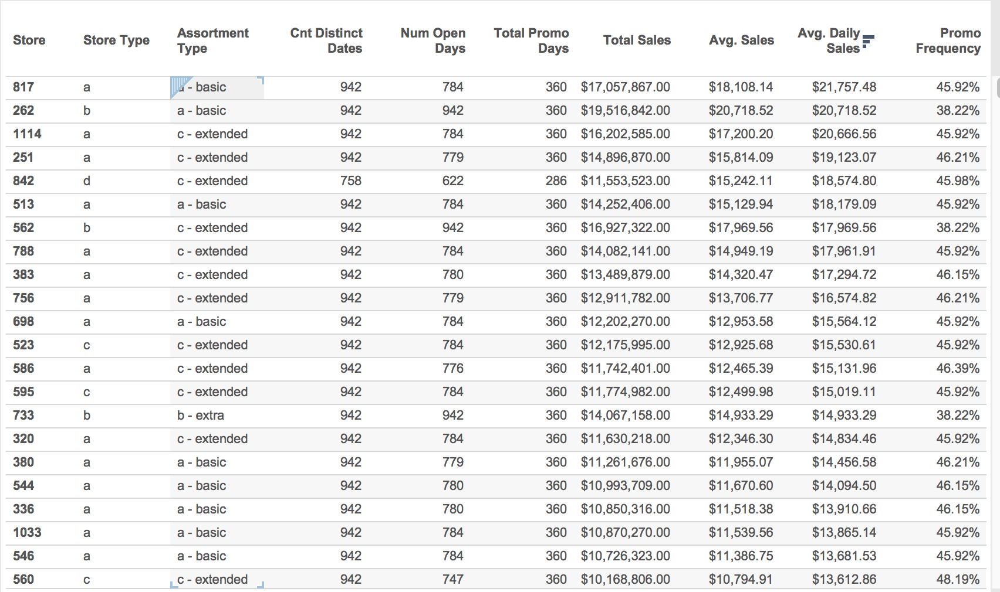 Store Store Type Assortment Type Cnt Distinct Dates Num Open Days Total Promo Days Total Sales Avg. Sales Avg. Daily Sales Promo Frequency
817 a a - basic 942 784 360 $17,057,867.00 $18,108.14 $21,757.48 45.92%
262 b a - basic 942 942 360 $19,516,842.00 $20,718.52 $20,718.52 38.22%
1114 a c - extended 942 784 360 $16,202,585.00 $17,200.20 $20,666.56 45.92%
251 a c - extended 942 779 360 $14,896,870.00 $15,814.09 $19,123.07 46.21%
842 d c - extended 758 622 286 $11,553,523.00 $15,242.11 $18,574.80 45.98%
513 a a - basic 942 784 360 $14,252,406.00 $15,129.94 $18,179.09 45.92%
562 b c - extended 942 942 360 $16,927,322.00 $17,969.56 $17,969.56 38.22%
788 a c - extended 942 784 360 $14,082,141.00 $14,949.19 $17,961.91 45.92%
383 a c - extended 942 780 360 $13,489,879.00 $14,320.47 $17,294.72 46.15%
756 a c - extended 942 779 360 $12,911,782.00 $13,706.77 $16,574.82 46.21%
698 a a - basic 942 784 360 $12,202,270.00 $12,953.58 $15,564.12 45.92%
523 c c - extended 942 784 360 $12,175,995.00 $12,925.68 $15,530.61 45.92%
586 a c - extended 942 776 360 $11,742,401.00 $12,465.39 $15,131.96 46.39%
595 c c - extended 942 784 360 $11,774,982.00 $12,499.98 $15,019.11 45.92%
733 b b - extra 942 942 360 $14,067,158.00 $14,933.29 $14,933.29 38.22%
320 a c - extended 942 784 360 $11,630,218.00 $12,346.30 $14,834.46 45.92%
380 a a - basic 942 779 360 $11,261,676.00 $11,955.07 $14,456.58 46.21%
544 a a - basic 942 780 360 $10,993,709.00 $11,670.60 $14,094.50 46.15%
336 a a - basic 942 780 360 $10,850,316.00 $11,518.38 $13,910.66 46.15%
1033 a a - basic 942 784 360 $10,870,270.00 $11,539.56 $13,865.14 45.92%
546 a a - basic 942 784 360 $10,726,323.00 $11,386.75 $13,681.53 45.92%
560 c c - extended 942 747 360 $10,168,806.00 $10,794.91 $13,612.86 48.19%